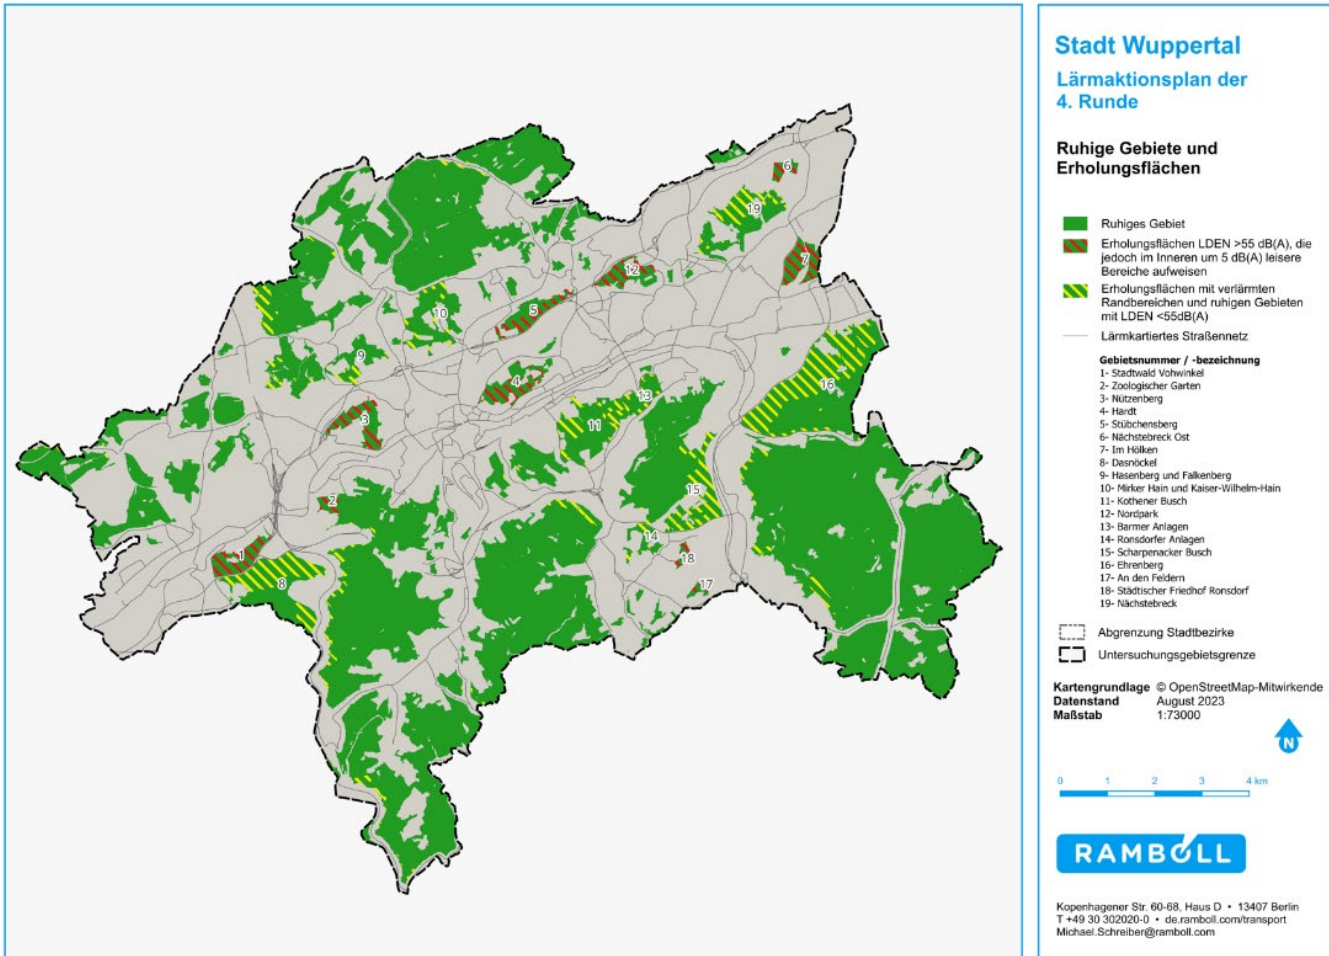 Stadt Wuppertal
Lärmaktionsplan der
4. Runde
Ruhige Gebiete und
Erholungsflächen
Ruhiges Gebiet
Erholungsflächen LDEN >55 dB(A), die
jedoch im Inneren um 5 dB(A) leisere
Bereiche aufweisen
Erholungsflächen mit verlärmten
Randbereichen und ruhigen Gebieten
mit LDEN <55dB(A)
Lärmkartiertes Straßennetz
Gebietsnummer / -bezeichnung
1- Stadtwald Vohwinkel
2- Zoologischer Garten
3- Nützenberg
4- Hardt
5- Stübchensberg
6- Nächstebreck Ost
7- Im Hölken
8- Dasnöckel
9- Hasenberg und Falkenberg
10- Mirker Hain und Kaiser-Wilhelm-Hain
11- Kothener Busch
12- Nordpark
13- Barmer Anlagen
14- Ronsdorfer Anlagen
15- Scharpenacker Busch
16- Ehrenberg
17- An den Feldern
18- Städtischer Friedhof Ronsdorf
19- Nächstebreck
Abgrenzung Stadtbezirke
Untersuchungsgebietsgrenze
Kartengrundlage © OpenStreetMap-Mitwirkende
Datenstand August 2023
Maßstab 1:73000
N
0 1 2 3 4 km
RAMBOLL
Kopenhagener Str. 60-68, Haus D • 13407 Berlin
T +49 30 302020-0 • de.ramboll.com/transport
Michael.Schreiber@ramboll.com
6
19
7
12
5
10
9
4
16
13
3
11
15
2
14
1
18
8
17